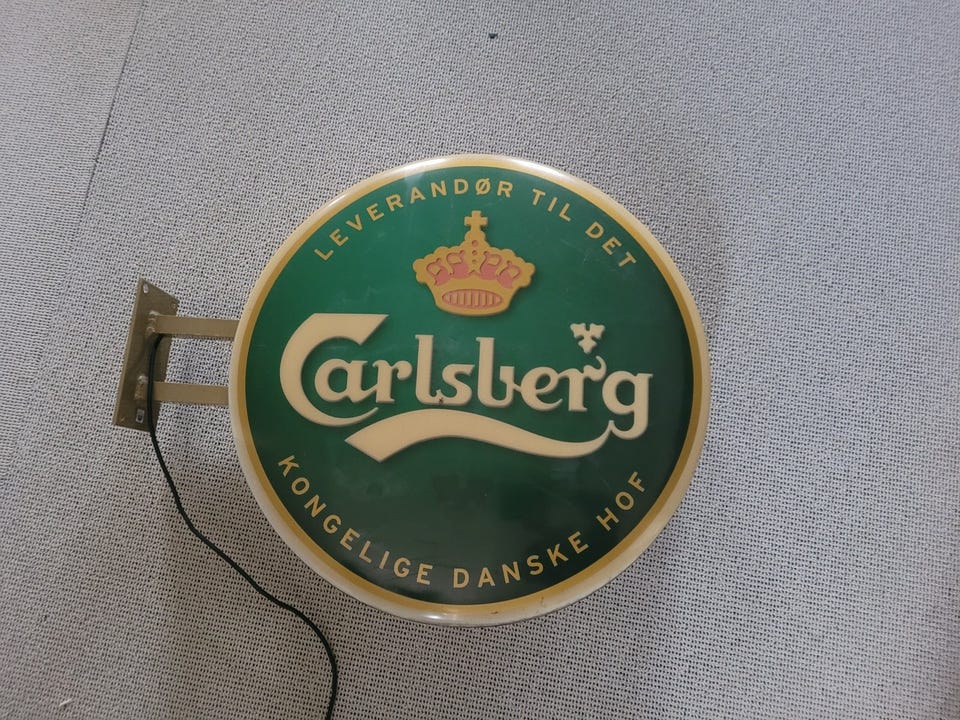 LEVERANDØR TIL DET
Carlsberg
KONGELIGE DANSKE HOF